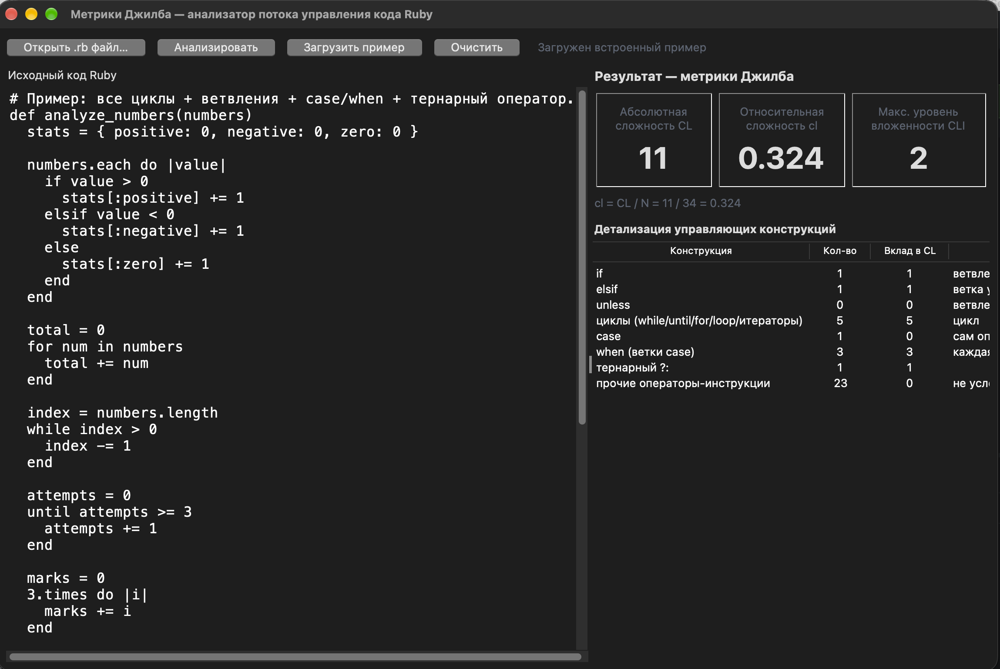 Метрики Джилба — анализатор потока управления кода Ruby
Открыть .rb файл... Анализировать Загрузить пример Очистить Загружен встроенный пример
Исходный код Ruby
# Пример: все циклы + ветвления + case/when + тернарный оператор.
def analyze_numbers(numbers)
  stats = { positive: 0, negative: 0, zero: 0 }
  numbers.each do |value|
    if value > 0
      stats[:positive] += 1
    elsif value < 0
      stats[:negative] += 1
    else
      stats[:zero] += 1
    end
  end
  total = 0
  for num in numbers
    total += num
  end
  index = numbers.length
  while index > 0
    index -= 1
  end
  attempts = 0
  until attempts >= 3
    attempts += 1
  end
  marks = 0
  3.times do |i|
    marks += i
  end
Результат — метрики Джилба
Абсолютная
сложность CL
11
Относительная
сложность cl
0.324
Макс. уровень
вложенности CLI
2
cl = CL / N = 11 / 34 = 0.324
Детализация управляющих конструкций
Конструкция Кол-во Вклад в CL
if 1 1 ветвле
elsif 1 1 ветка у
unless 0 0 ветвле
циклы (while/until/for/loop/итераторы) 5 5 цикл
case 1 0 сам оп
when (ветки case) 3 3 каждая
тернарный ?: 1 1
прочие операторы-инструкции 23 0 не усл